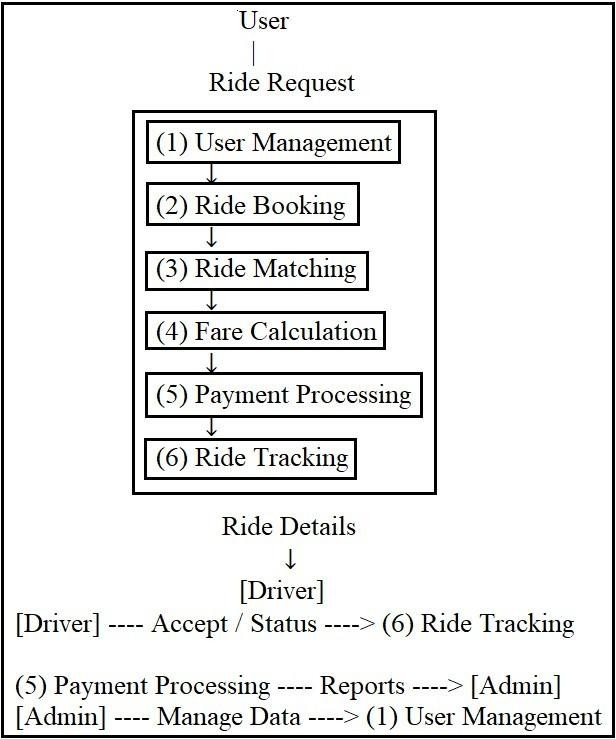 User
Ride Request
(1) User Management
↓
(2) Ride Booking
↓
(3) Ride Matching
↓
(4) Fare Calculation
↓
(5) Payment Processing
↓
(6) Ride Tracking
Ride Details
↓
[Driver]
[Driver] ---- Accept / Status ----> (6) Ride Tracking
(5) Payment Processing ---- Reports ----> [Admin]
[Admin] ---- Manage Data ----> (1) User Management